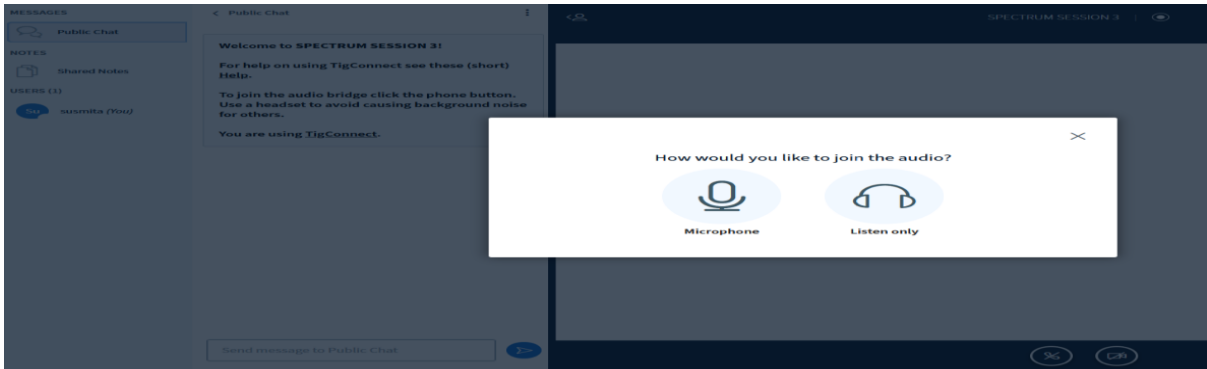 MESSAGES
Public Chat
NOTES
Shared Notes
USERS (1)
Su susmita (You)
< Public Chat
Welcome to SPECTRUM SESSION 3!
For help on using TigConnect see these (short)
Help.
To join the audio bridge click the phone button.
Use a headset to avoid causing background noise
for others.
You are using TigConnect.
Send message to Public Chat
SPECTRUM SESSION 3
How would you like to join the audio?
Microphone
Listen only